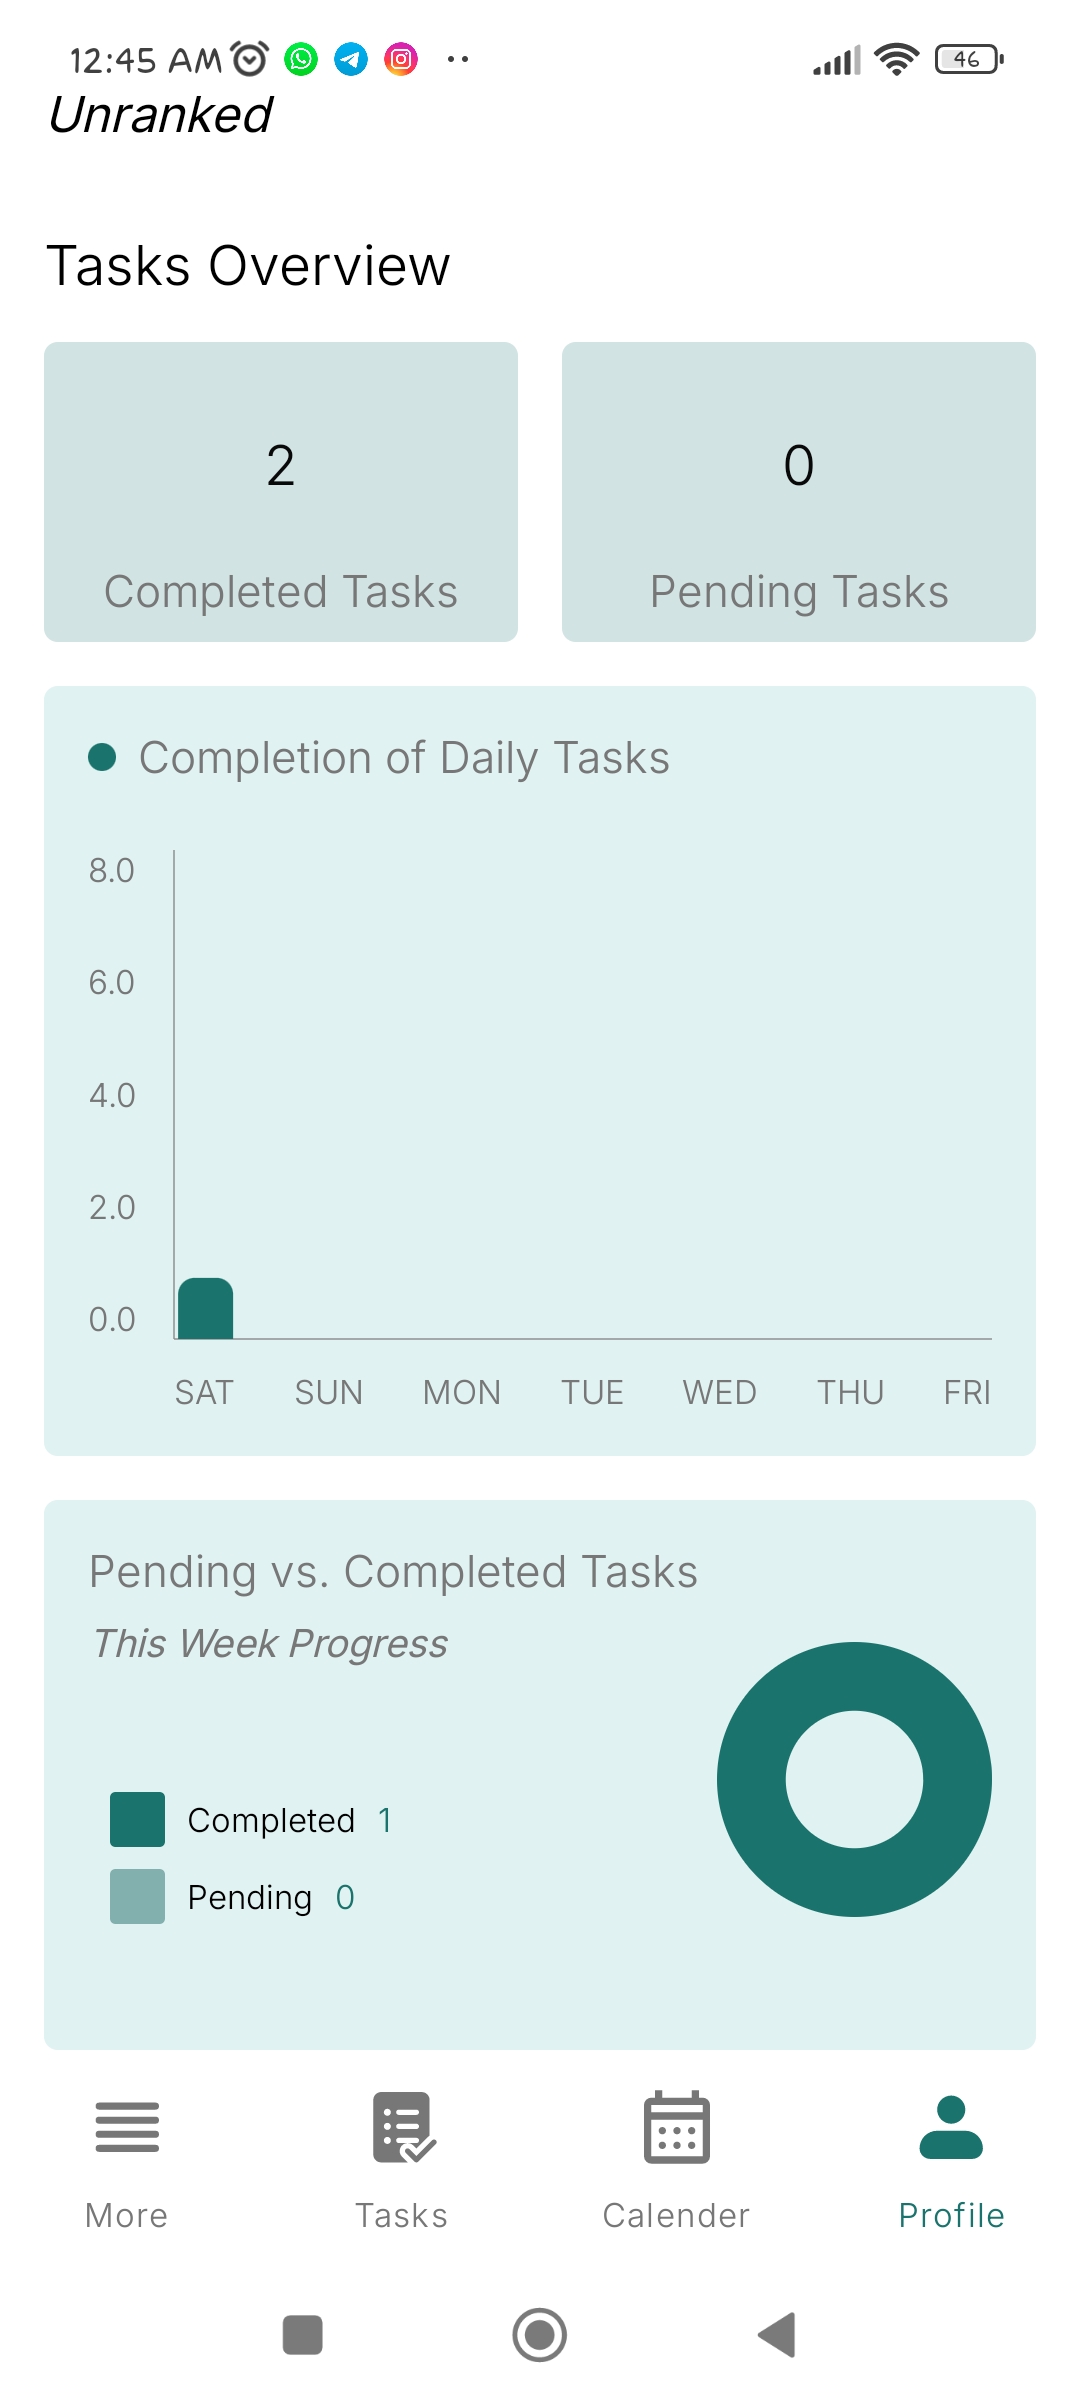 12:45 AM 46
Unranked
Tasks Overview
2 0
Completed Tasks Pending Tasks
Completion of Daily Tasks
8.0
6.0
4.0
2.0
0.0
SAT SUN MON TUE WED THU FRI
Pending vs. Completed Tasks
This Week Progress
Completed 1
Pending 0
More Tasks Calender Profile